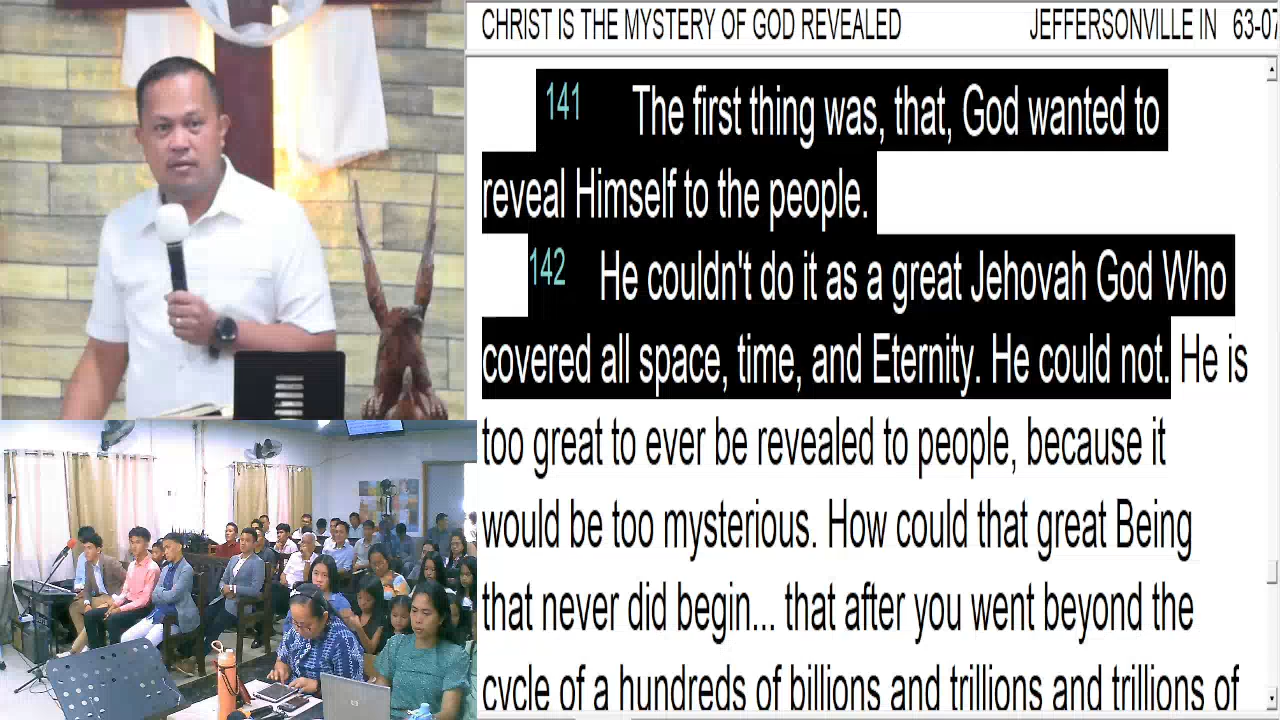 CHRIST IS THE MYSTERY OF GOD REVEALED JEFFERSONVILLE IN 63-07
141 The first thing was, that, God wanted to
reveal Himself to the people.
142 He couldn't do it as a great Jehovah God Who
covered all space, time, and Eternity. He could not. He is
too great to ever be revealed to people, because it
would be too mysterious. How could that great Being
that never did begin... that after you went beyond the
cycle of a hundreds of billions and trillions and trillions of